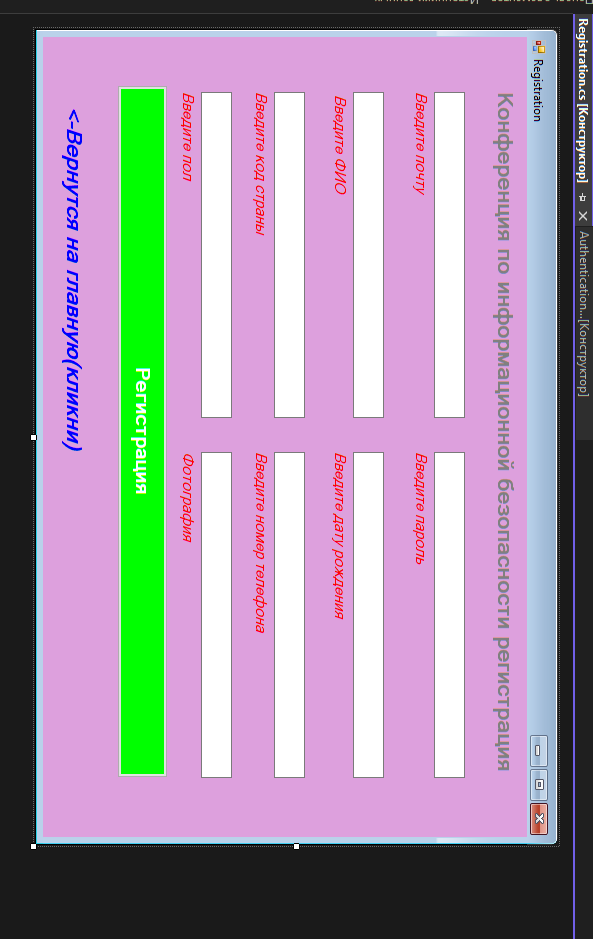 Registration.cs [Конструктор]
Authentication...[Конструктор]
Registration
Конференция по информационной безопасности регистрация
Введите почту
Введите пароль
Введите ФИО
Введите дату рождения
Введите код страны
Введите номер телефона
Введите пол
Фотография
Регистрация
<-Вернутся на главную(кликни)